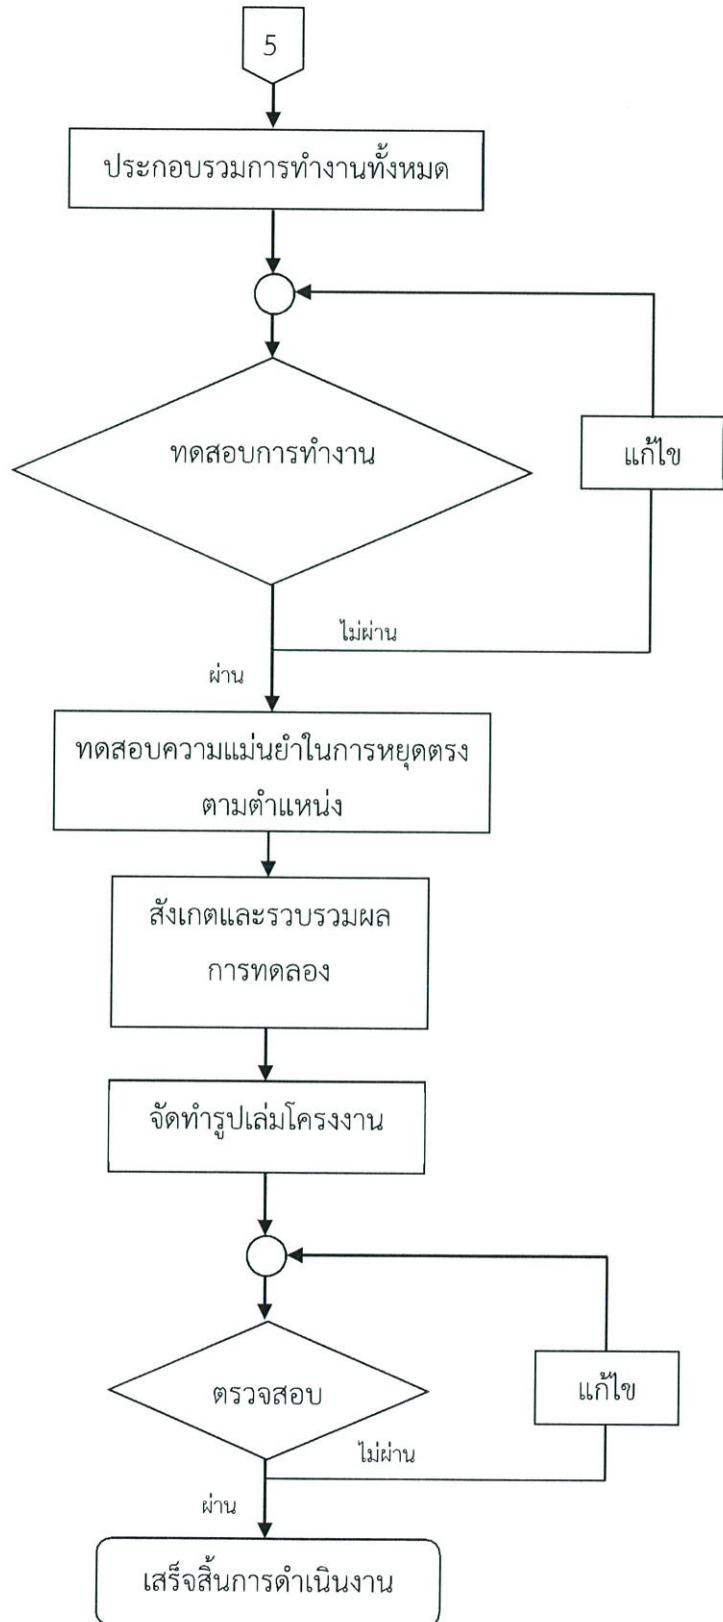 5
ประกอบรวมการทำงานทั้งหมด
ทดสอบการทำงาน
แก้ไข
ไม่ผ่าน
ผ่าน
ทดสอบความแม่นยำในการหยุดตรง
ตามตำแหน่ง
สังเกตและรวบรวมผล
การทดลอง
จัดทำรูปเล่มโครงงาน
ตรวจสอบ
แก้ไข
ไม่ผ่าน
ผ่าน
เสร็จสิ้นการดำเนินงาน